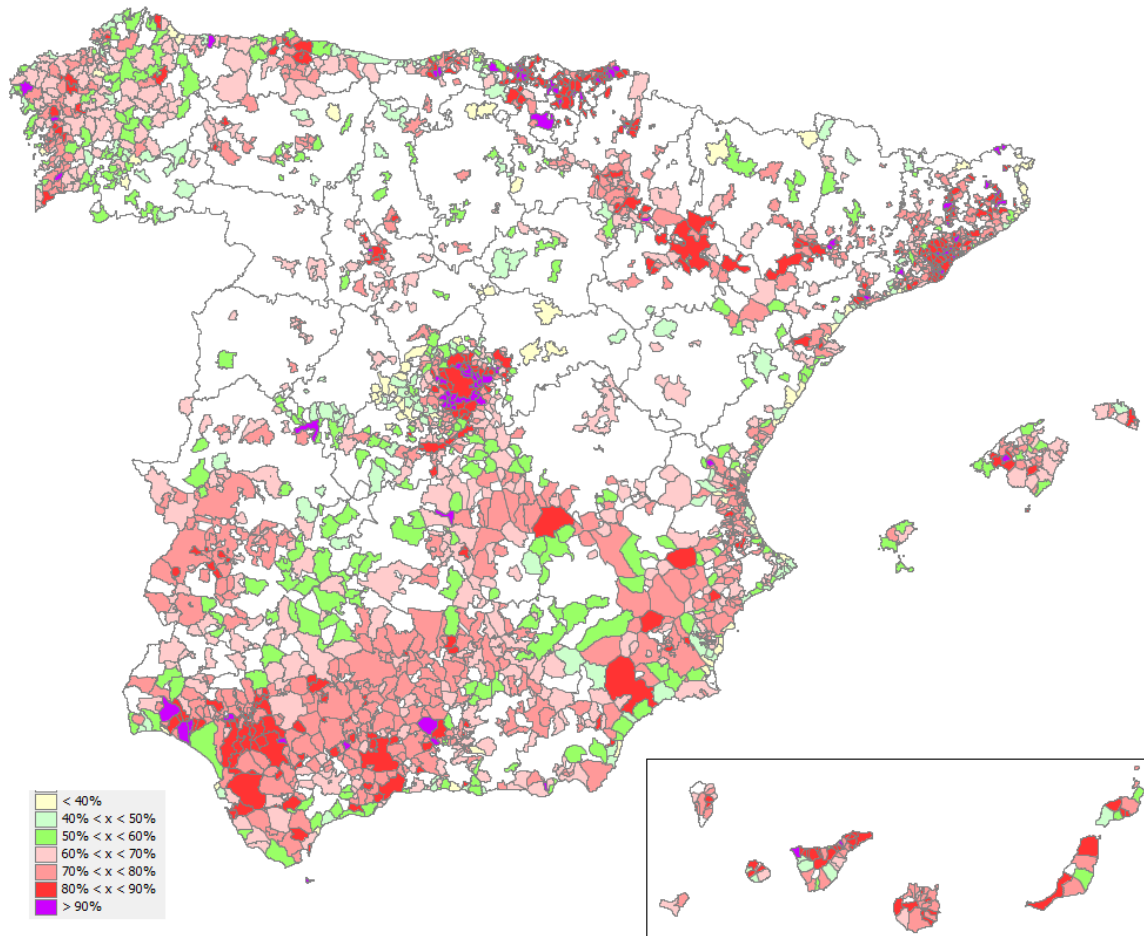 < 40%
40% < x < 50%
50% < x < 60%
60% < x < 70%
70% < x < 80%
80% < x < 90%
> 90%